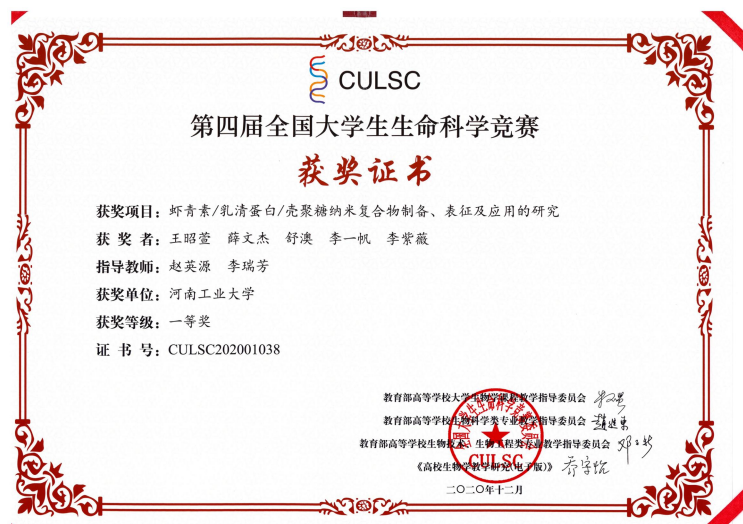 CULSC
第四届全国大学生生命科学竞赛
获奖证书
获奖项目：虾青素/乳清蛋白/壳聚糖纳米复合物制备、表征及应用的研究
获 奖 者：王昭萱 薛文杰 舒澳 李一帆 李紫薇
指导教师：赵英源 李瑞芳
获奖单位：河南工业大学
获奖等级：一等奖
证 书 号：CULSC202001038
教育部高等学校大学生物学课程教学指导委员会
教育部高等学校生物科学类专业教学指导委员会
教育部高等学校生物技术、生物工程类专业教学指导委员会
《高校生物学教学研究(电子版)》
CULSC
二〇二〇年十二月